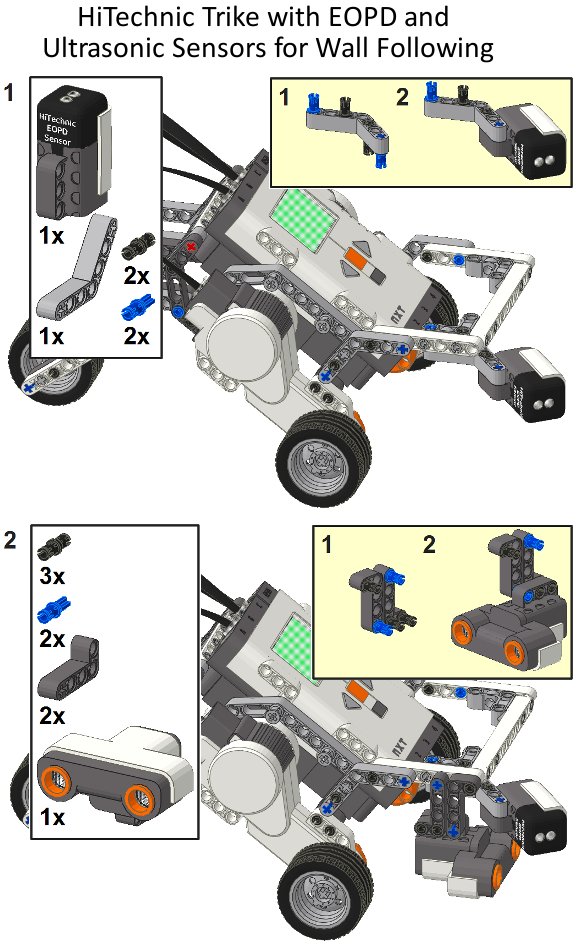 HiTechnic Trike with EOPD and
Ultrasonic Sensors for Wall Following
1
HiTechnic
EOPD
Sensor
1x
1x
2x
2x
1
2
NXT
2
3x
2x
2x
1x
1
2
NXT